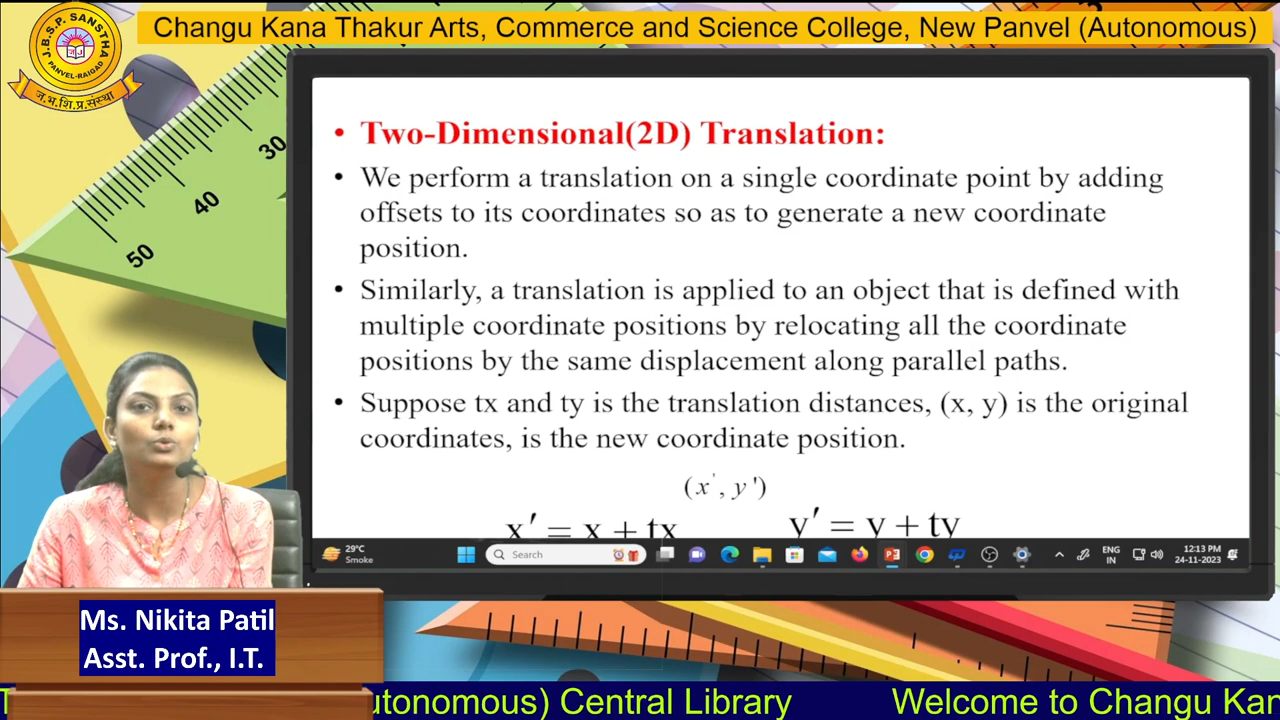 Changu Kana Thakur Arts, Commerce and Science College, New Panvel (Autonomous)
J.B.S.P. SANSTHA
PANVEL-RAIGAD
ज.भ.शि.प्र.संस्था
30
40
50
• Two-Dimensional(2D) Translation:
• We perform a translation on a single coordinate point by adding
offsets to its coordinates so as to generate a new coordinate
position.
• Similarly, a translation is applied to an object that is defined with
multiple coordinate positions by relocating all the coordinate
positions by the same displacement along parallel paths.
• Suppose tx and ty is the translation distances, (x, y) is the original
coordinates, is the new coordinate position.
(x', y')
x′ = x + tx y′ = y + ty
29°C
Smoke
Search
ENG
IN
12:13 PM
24-11-2023
Ms. Nikita Patil
Asst. Prof., I.T.
utonomous) Central Library Welcome to Changu Kan